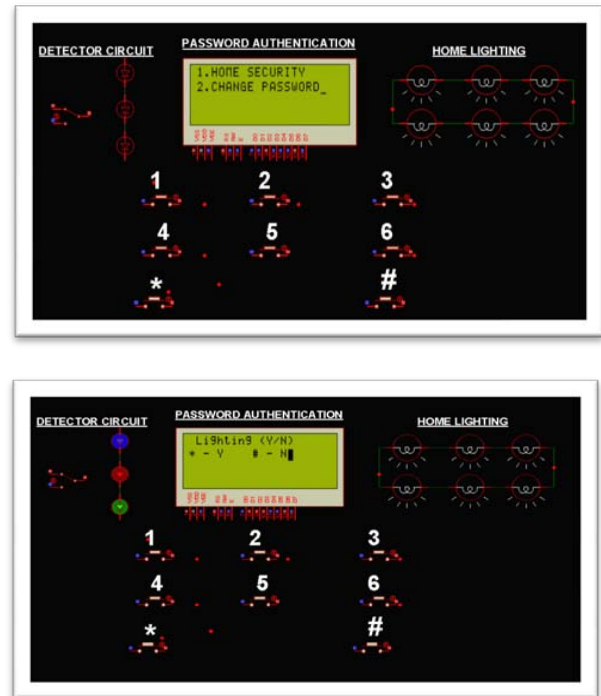 DETECTOR CIRCUIT
PASSWORD AUTHENTICATION
HOME LIGHTING
1.HOME SECURITY
2.CHANGE PASSWORD_
1 2 3
4 5 6
* #
DETECTOR CIRCUIT
PASSWORD AUTHENTICATION
HOME LIGHTING
Lighting (Y/N)
* - Y # - N
1 2 3
4 5 6
* #